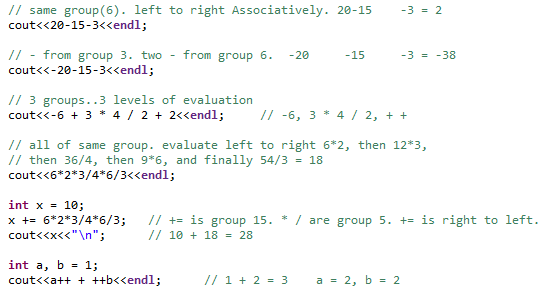 // same group(6). left to right Associatively. 20-15    -3 = 2
cout<<20-15-3<<endl;
// - from group 3. two - from group 6.  -20     -15     -3 = -38
cout<<-20-15-3<<endl;
// 3 groups..3 levels of evaluation
cout<<-6 + 3 * 4 / 2 + 2<<endl;     // -6, 3 * 4 / 2, + +
// all of same group. evaluate left to right 6*2, then 12*3,
// then 36/4, then 9*6, and finally 54/3 = 18
cout<<6*2*3/4*6/3<<endl;
int x = 10;
x += 6*2*3/4*6/3;   // += is group 15. * / are group 5. += is right to left.
cout<<x<<"\n";      // 10 + 18 = 28
int a, b = 1;
cout<<a++ + ++b<<endl;      // 1 + 2 = 3    a = 2, b = 2